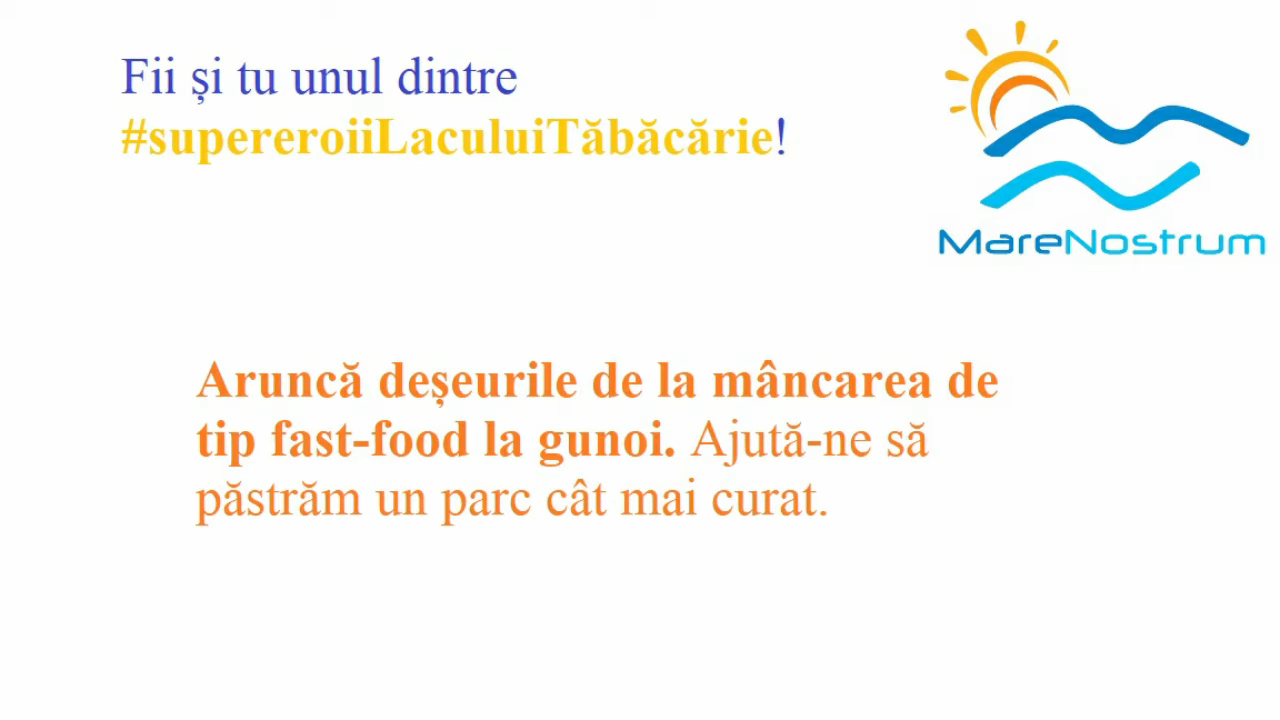 Fii și tu unul dintre
#supereroiiLaculuiTăbăcărie!
MareNostrum
Aruncă deșeurile de la mâncarea de
tip fast-food la gunoi. Ajută-ne să
păstrăm un parc cât mai curat.